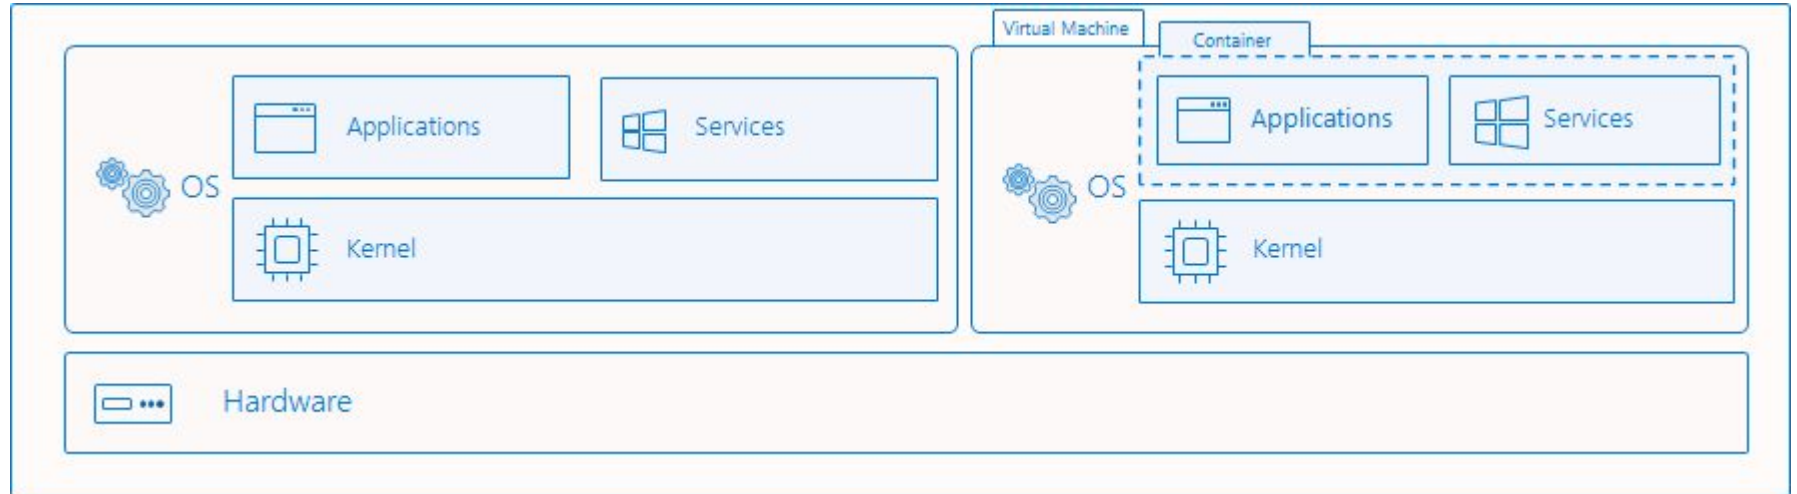 Virtual Machine
Container
Applications
Services
OS
Kernel
Applications
Services
OS
Kernel
Hardware